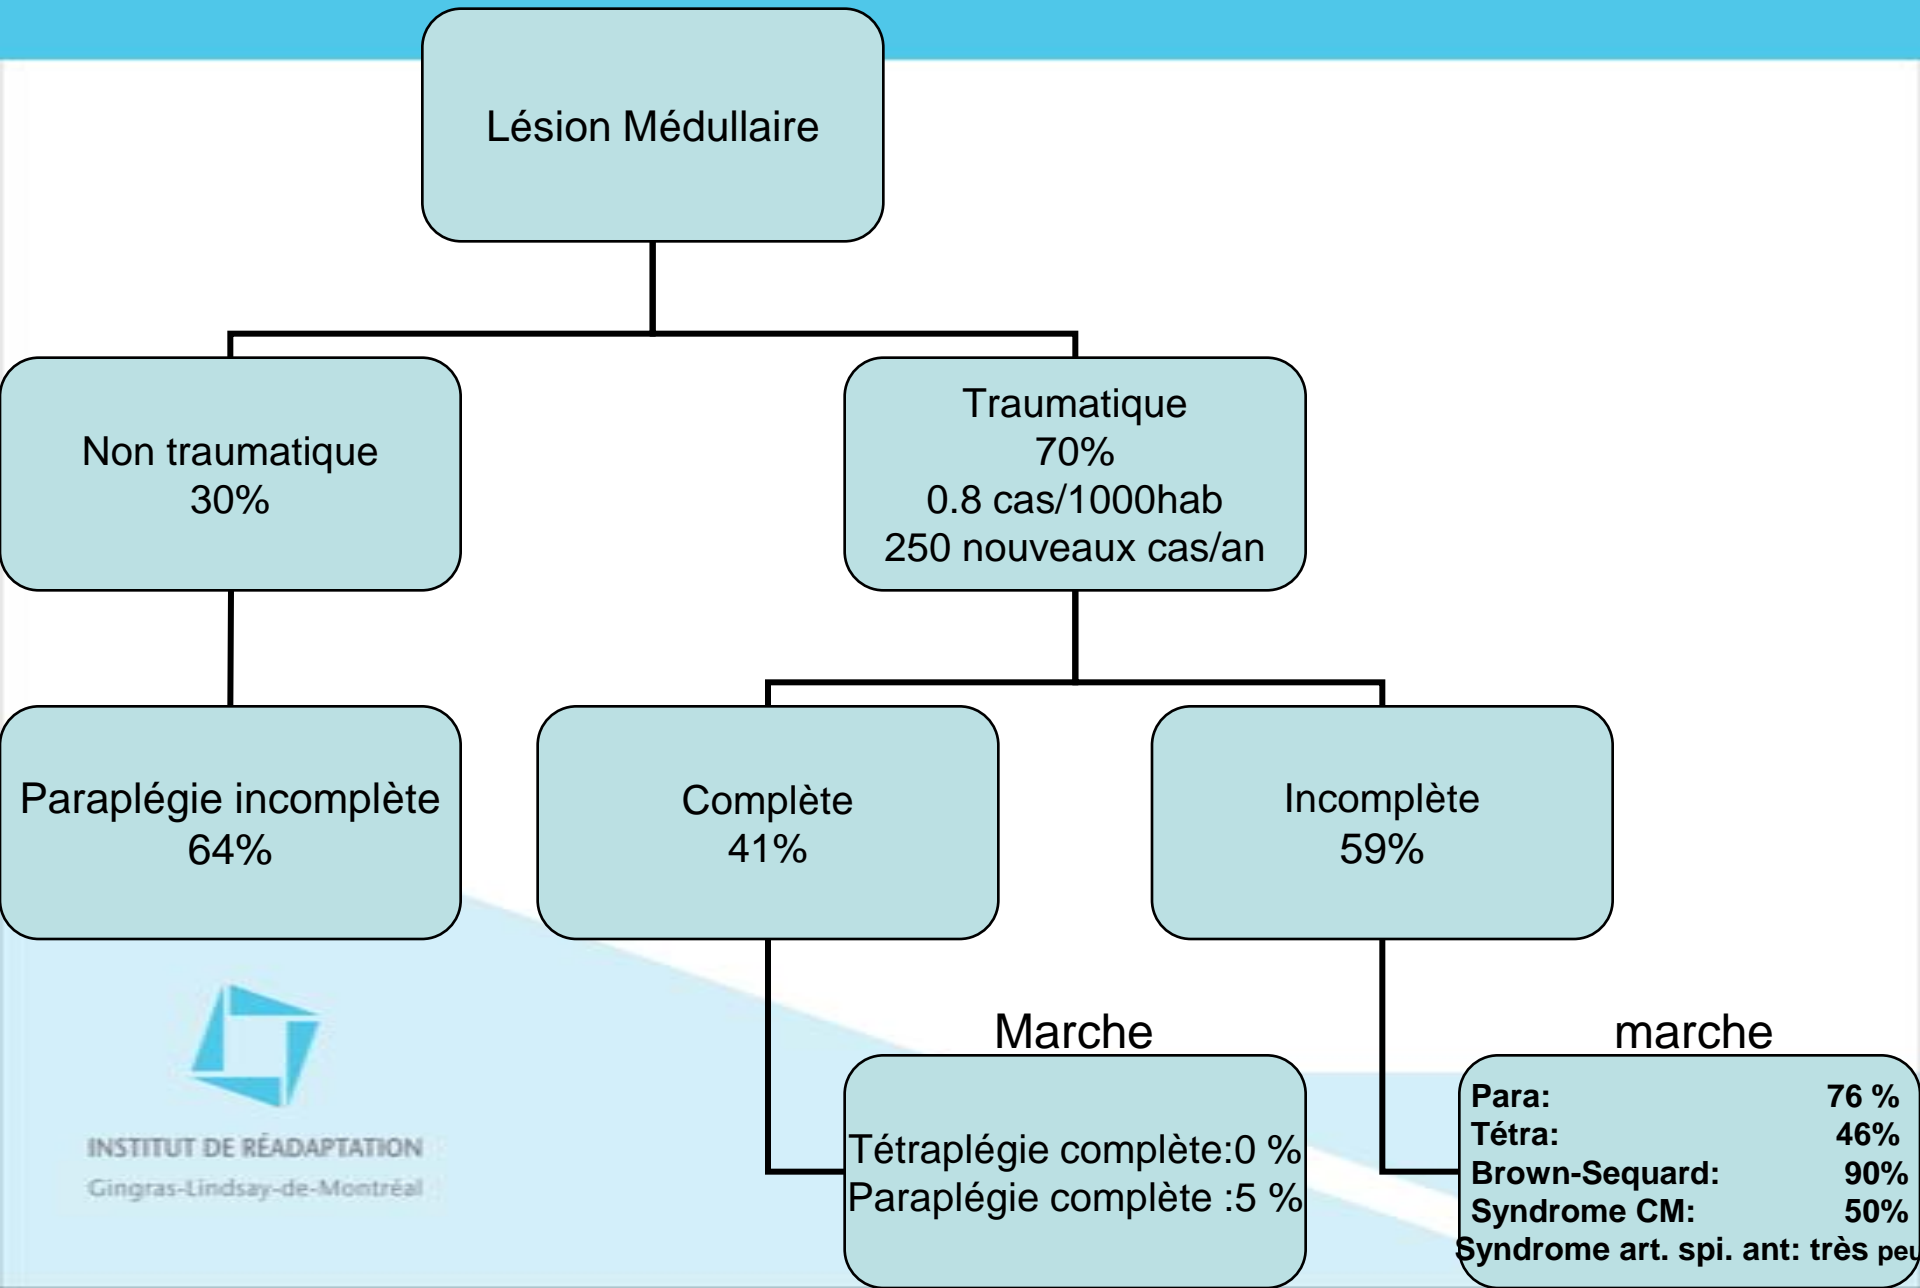 Lésion Médullaire
Non traumatique
30%
Traumatique
70%
0.8 cas/1000hab
250 nouveaux cas/an
Paraplégie incomplète
64%
Complète
41%
Incomplète
59%
Marche
Tétraplégie complète:0 %
Paraplégie complète :5 %
marche
Para: 76 %
Tétra: 46%
Brown-Sequard: 90%
Syndrome CM: 50%
Syndrome art. spi. ant: très peu
INSTITUT DE RÉADAPTATION
Gingras-Lindsay-de-Montréal